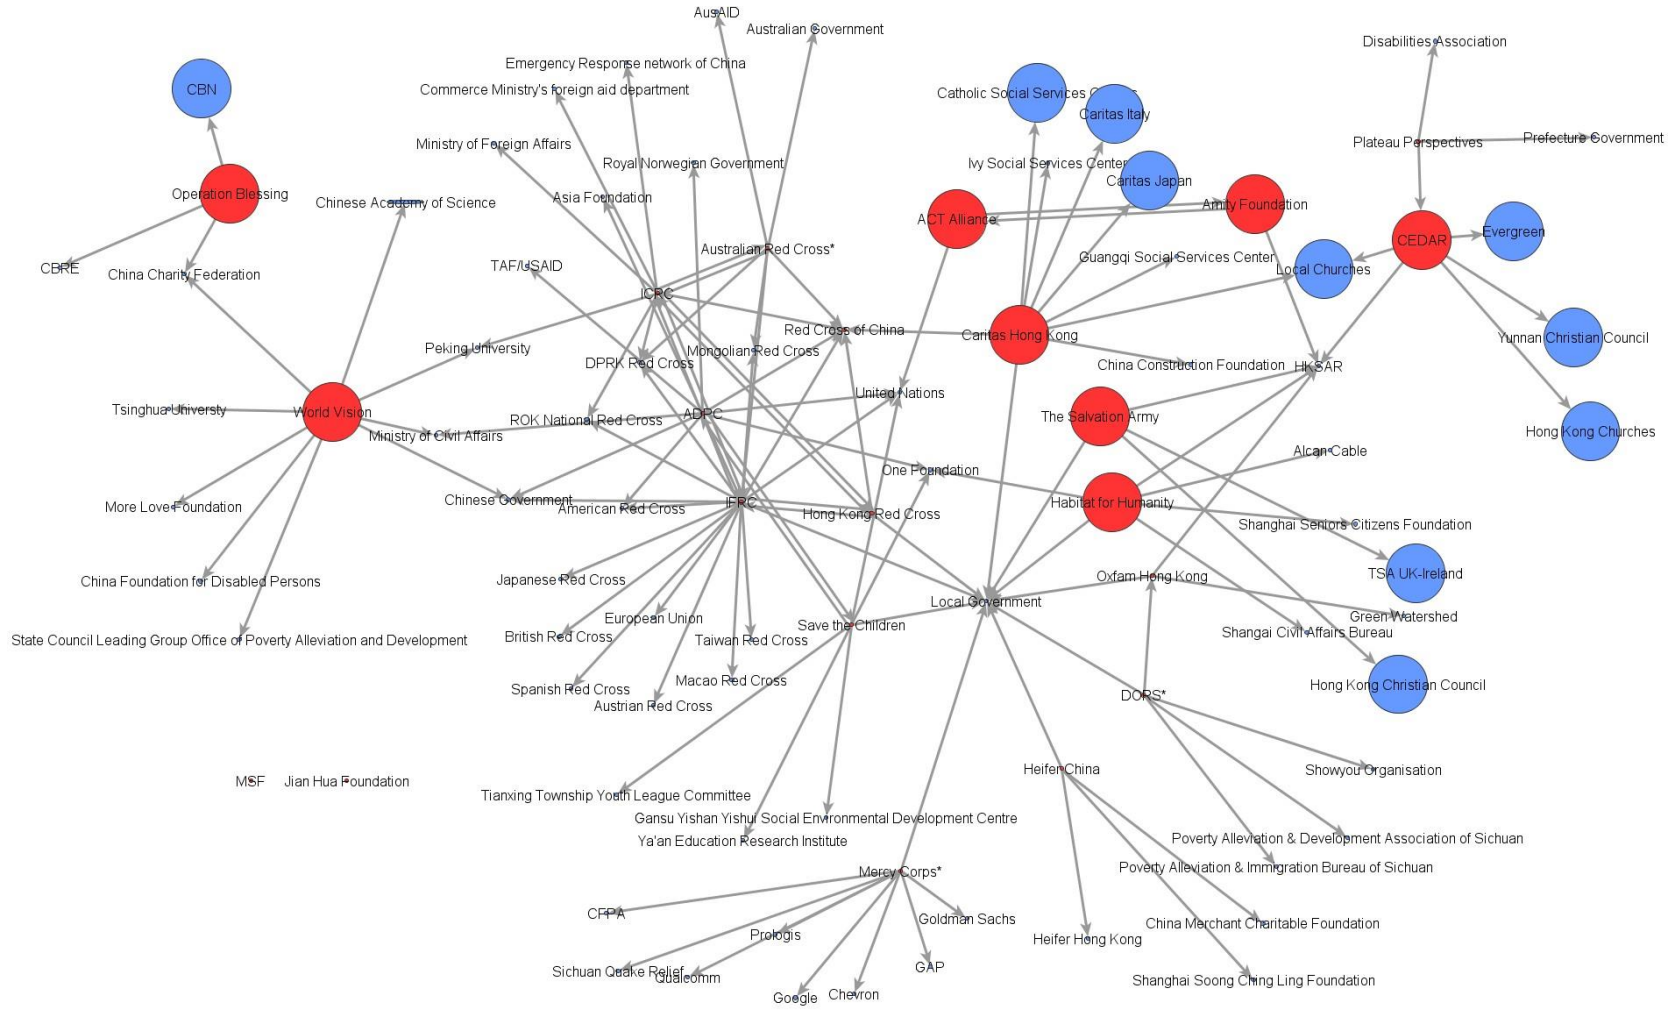 AusAID
Australian Government
Disabilities Association
Emergency Response network of China
CBN
Commerce Ministry's foreign aid department
Catholic Social Services
Caritas Italy
Prefecture Government
Plateau Perspectives
Ministry of Foreign Affairs
Royal Norwegian Government
Ivy Social Services Center
Caritas Japan
Operation Blessing
Asia Foundation
Chinese Academy of Science
Amity Foundation
ACT Alliance
Evergreen
CEDAR
Australian Red Cross*
Guangqi Social Services Center
TAF/USAID
CBRE
Local Churches
China Charity Federation
ICRC
Red Cross of China
Caritas Hong Kong
Yunnan Christian Council
Peking University
Mongolian Red Cross
DPRK Red Cross
China Construction Foundation
HKSAR
United Nations
Tsinghua Universty
World Vision
ADPC
The Salvation Army
ROK National Red Cross
Hong Kong Churches
Ministry of Civil Affairs
Alcan Cable
One Foundation
Chinese Government
IFRC
Habitat for Humanity
More Love Foundation
American Red Cross
Hong Kong Red Cross
Shanghai Seniors Citizens Foundation
TSA UK-Ireland
Oxfam Hong Kong
Japanese Red Cross
China Foundation for Disabled Persons
Local Government
Green Watershed
European Union
Save the Children
Shangai Civil Affairs Bureau
British Red Cross
Taiwan Red Cross
State Council Leading Group Office of Poverty Alleviation and Development
Macao Red Cross
Hong Kong Christian Council
Spanish Red Cross
DORS*
Austrian Red Cross
Heifer China
Showyou Organisation
MSF
Jian Hua Foundation
Tianxing Township Youth League Committee
Gansu Yishan Yishui Social Environmental Development Centre
Ya'an Education Research Institute
Poverty Alleviation & Development Association of Sichuan
Poverty Alleviation & Immigration Bureau of Sichuan
Mercy Corps*
CFPA
Goldman Sachs
China Merchant Charitable Foundation
Prologis
Heifer Hong Kong
GAP
Sichuan Quake Relief
Qualcomm
Shanghai Soong Ching Ling Foundation
Google
Chevron